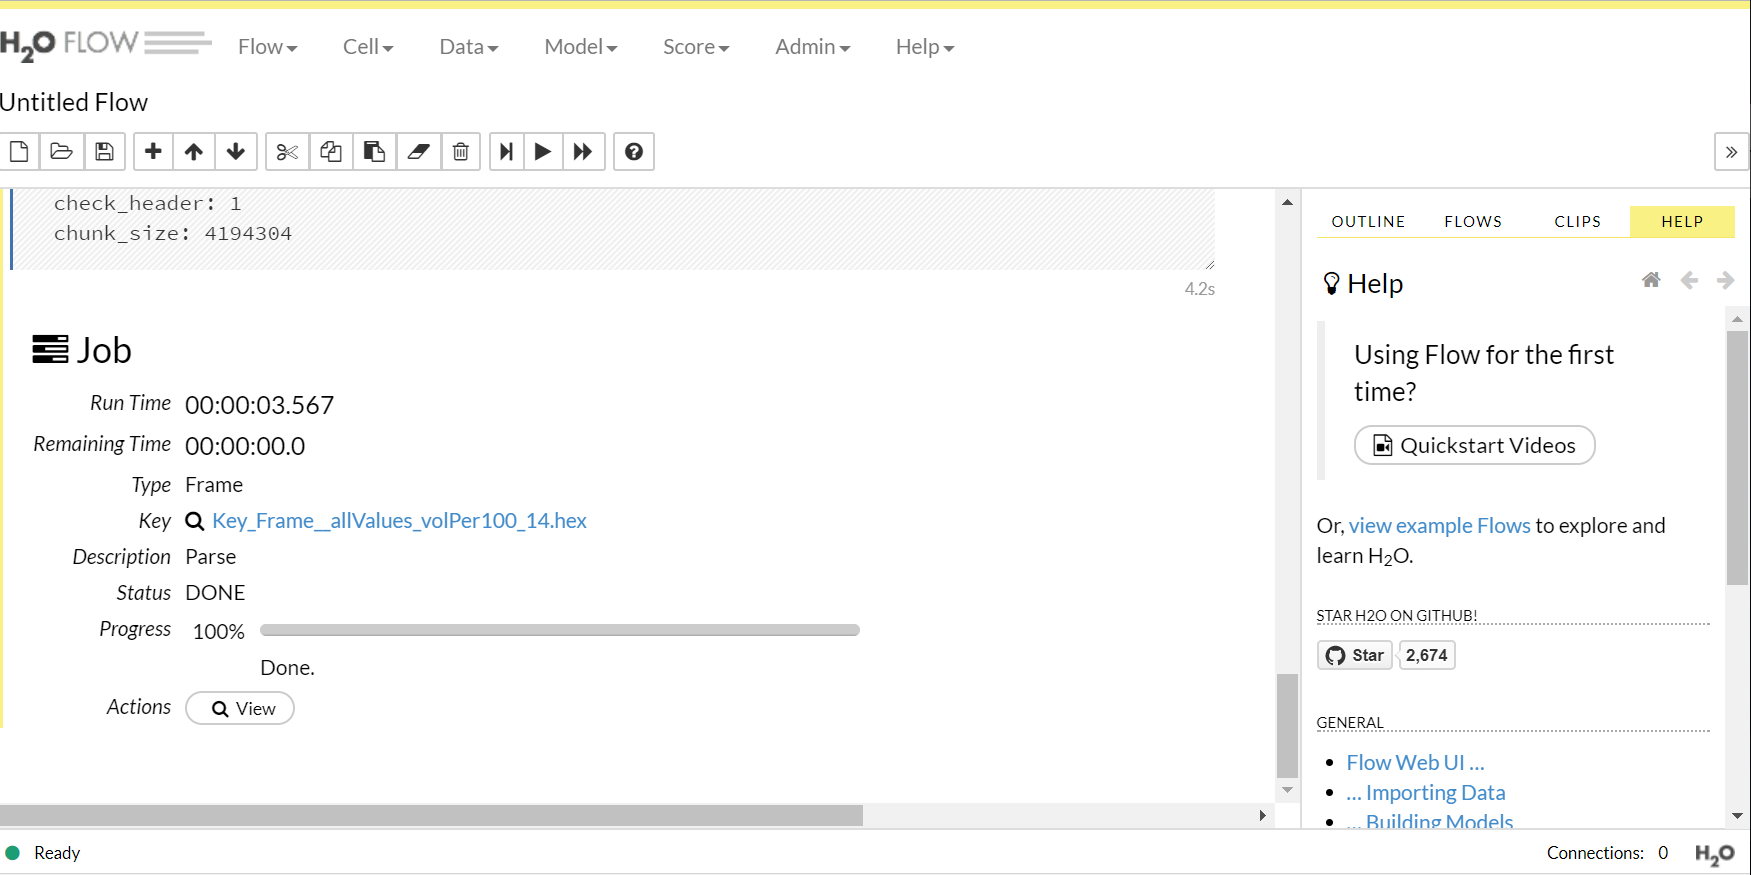 H2O FLOW
Flow Cell Data Model Score Admin Help
Untitled Flow
check_header: 1
chunk_size: 4194304
4.2s
Job
Run Time 00:00:03.567
Remaining Time 00:00:00.0
Type Frame
Key Key_Frame__allValues_volPer100_14.hex
Description Parse
Status DONE
Progress 100%
Done.
Actions View
OUTLINE FLOWS CLIPS HELP
Help
Using Flow for the first
time?
Quickstart Videos
Or, view example Flows to explore and
learn H2O.
STAR H2O ON GITHUB!
Star 2,674
GENERAL
Flow Web UI ...
... Importing Data
... Building Models
Ready
Connections: 0 H2O